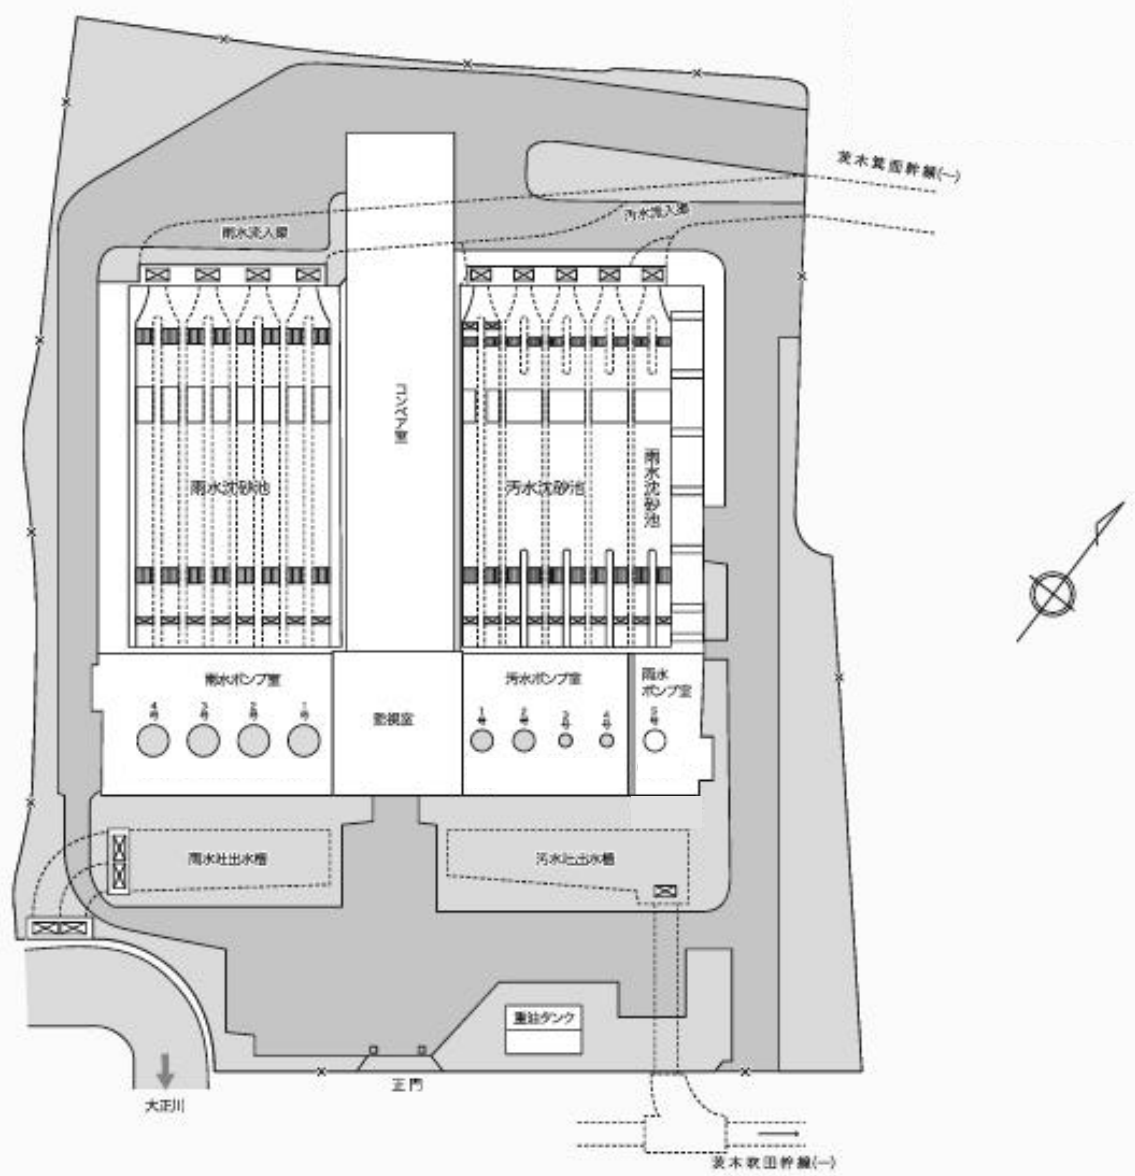 茨木箕面幹線(一)
雨水流入渠
汚水流入渠
コンベア室
雨水沈砂池
汚水沈砂池
雨水沈砂池
雨水ポンプ室
汚水ポンプ室
雨水
ポンプ室
4号
3号
2号
1号
監視室
1号
2号
3号
4号
5号
雨水吐出水槽
汚水吐出水槽
重油タンク
正門
大正川
茨木吹田幹線(一)